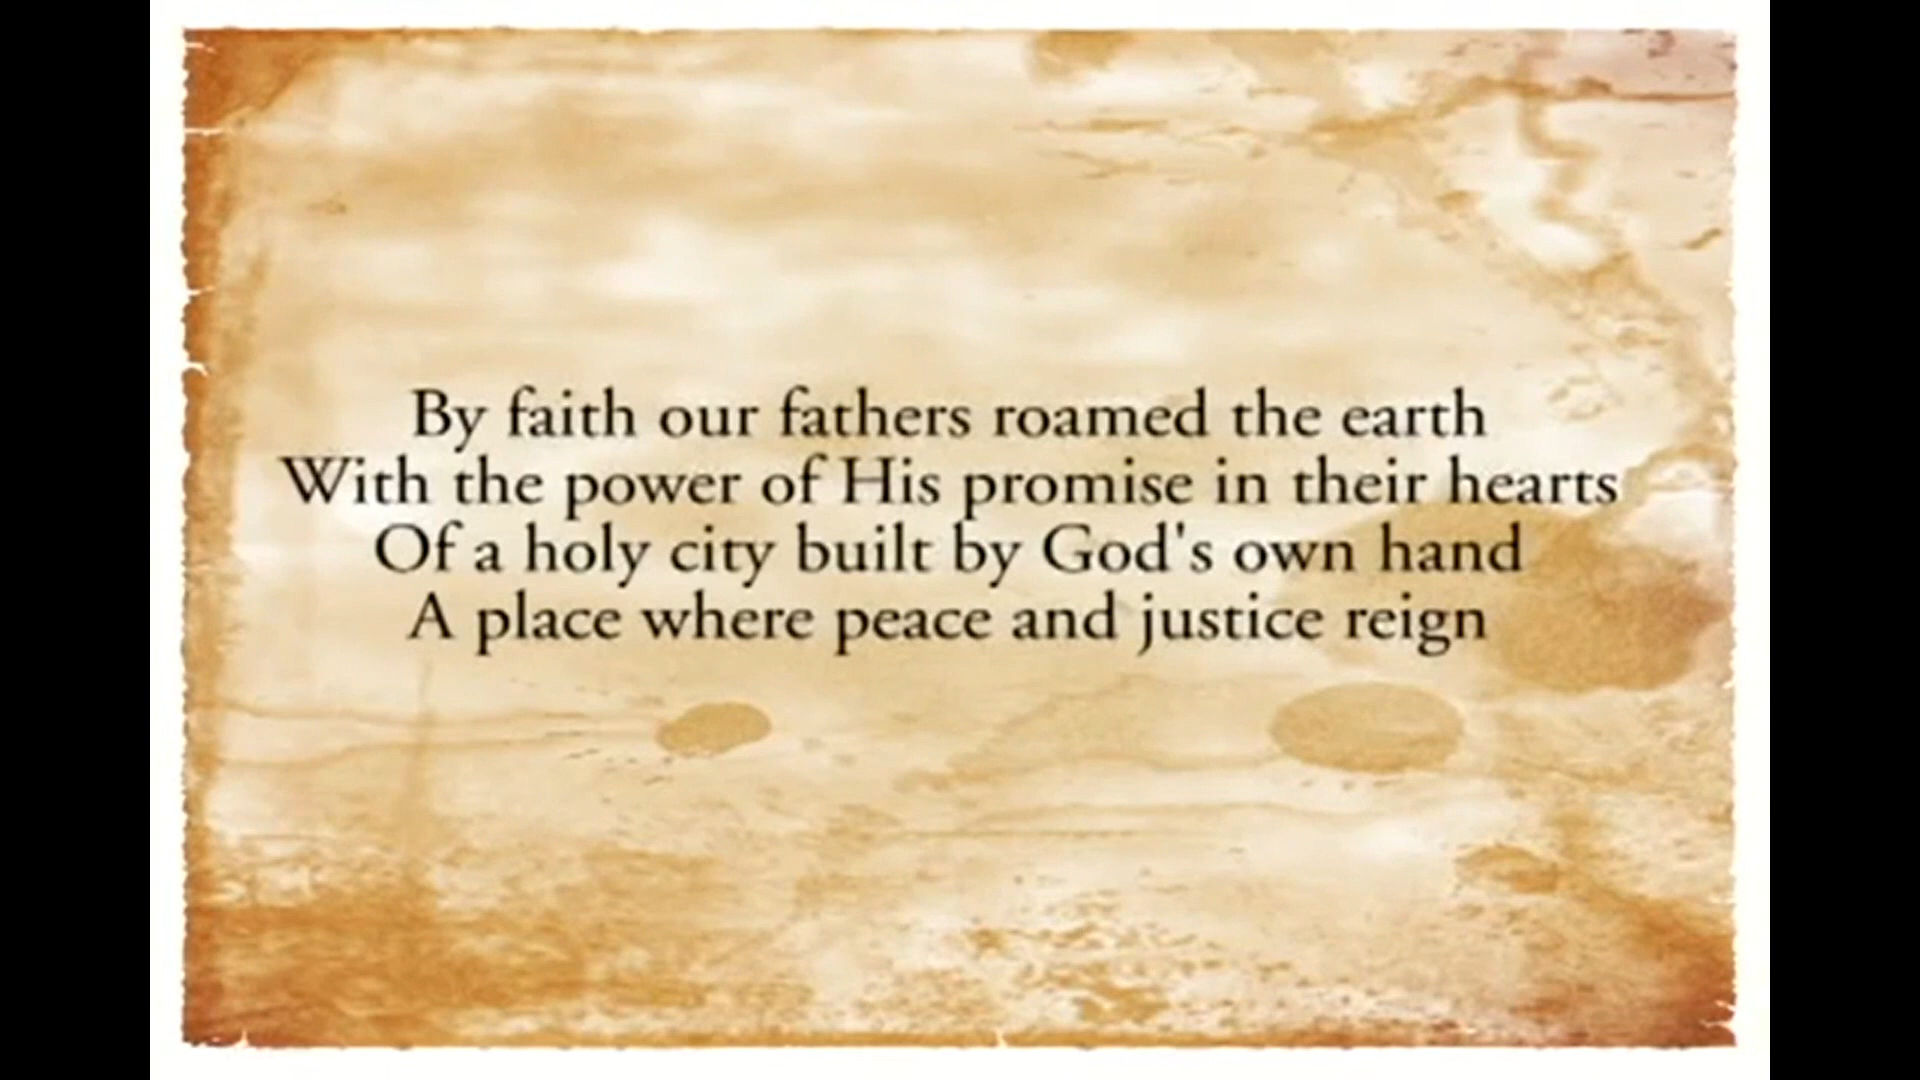 By faith our fathers roamed the earth
With the power of His promise in their hearts
Of a holy city built by God's own hand
A place where peace and justice reign